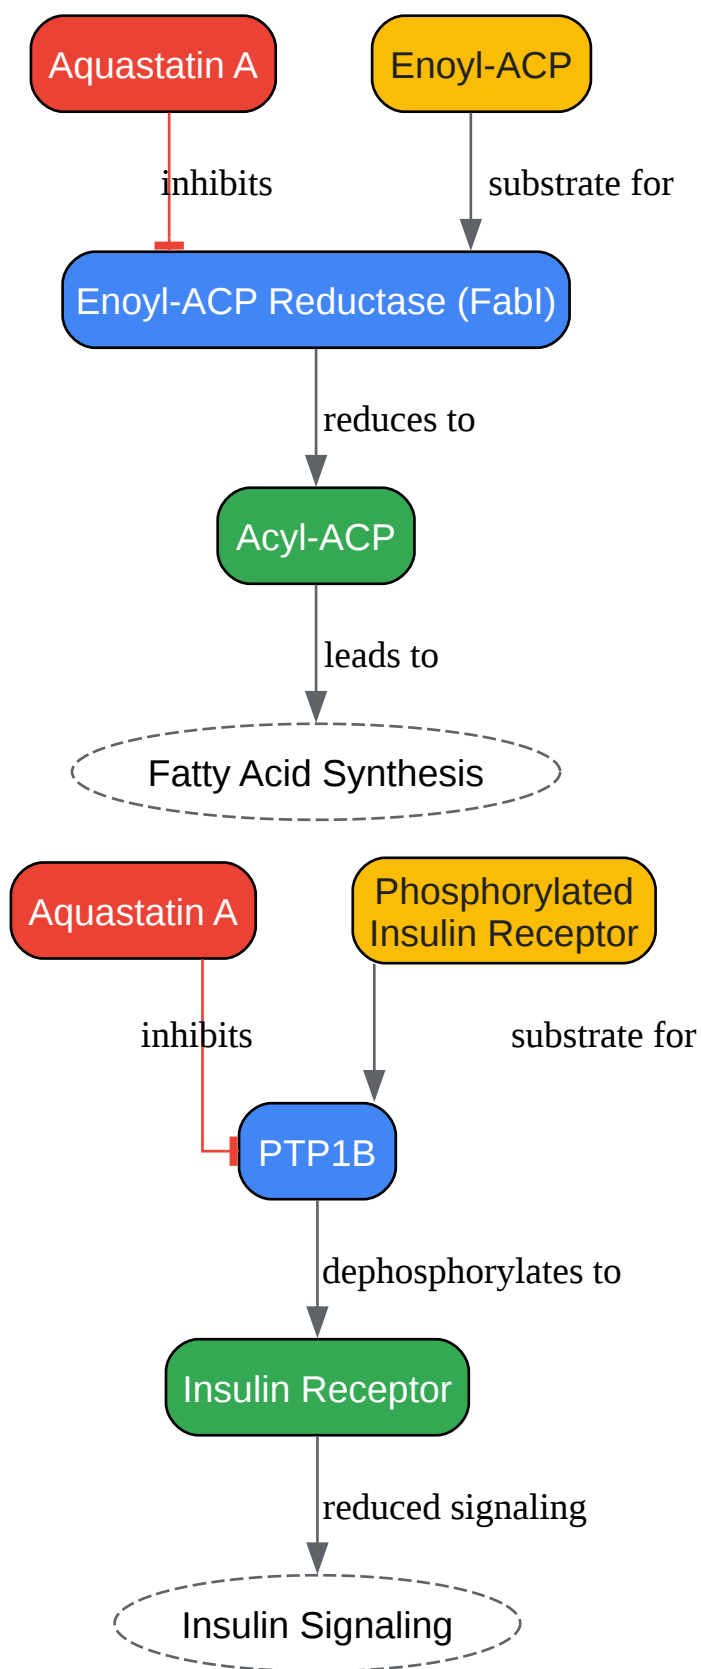 Aquastatin A
Enoyl-ACP
inhibits
substrate for
Enoyl-ACP Reductase (FabI)
reduces to
Acyl-ACP
leads to
Fatty Acid Synthesis
Aquastatin A
Phosphorylated
Insulin Receptor
inhibits
substrate for
PTP1B
dephosphorylates to
Insulin Receptor
reduced signaling
Insulin Signaling